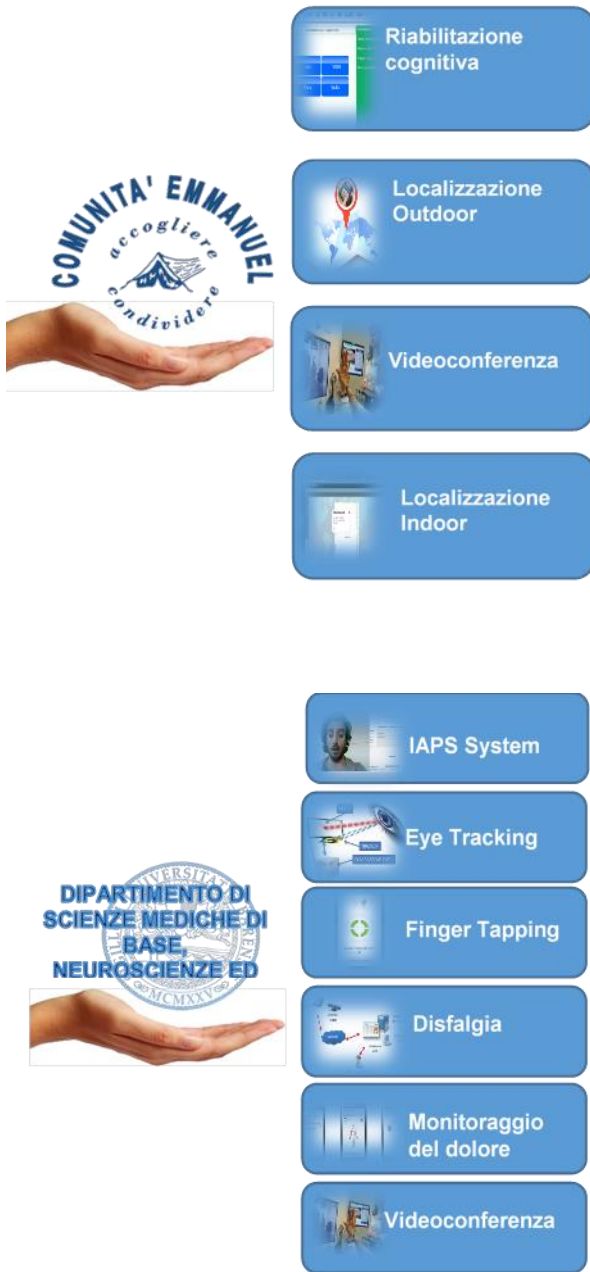 Riabilitazione
cognitiva
COMUNITA' EMMANUEL
accogliere
condividere
Localizzazione
Outdoor
Videoconferenza
Localizzazione
Indoor
IAPS System
Eye Tracking
DIPARTIMENTO DI
SCIENZE MEDICHE DI
BASE,
NEUROSCIENZE ED
MCMXXV
Finger Tapping
Disfalgia
Monitoraggio
del dolore
Videoconferenza